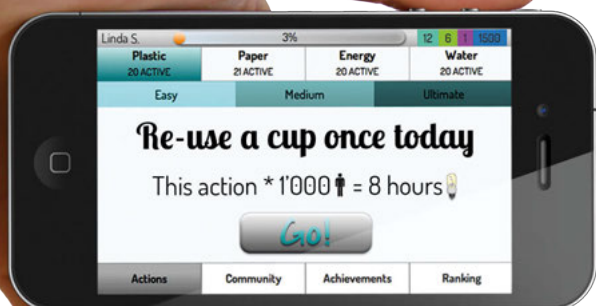 Linda S. 3% 12 6 1 1500
Plastic Paper Energy Water
20 ACTIVE 21 ACTIVE 20 ACTIVE 20 ACTIVE
Easy Medium Ultimate
Re-use a cup once today
This action * 1'000 = 8 hours
Go!
Actions Community Achievements Ranking